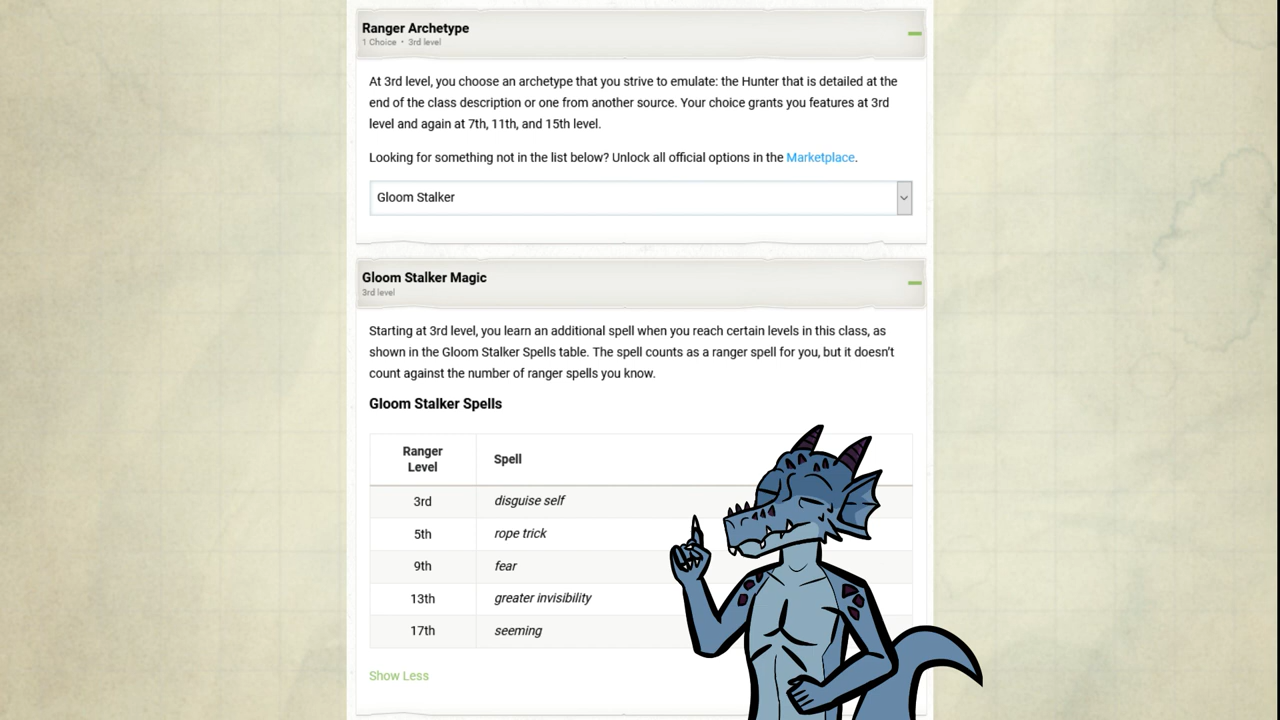 Ranger Archetype
1 Choice • 3rd level
At 3rd level, you choose an archetype that you strive to emulate: the Hunter that is detailed at the
end of the class description or one from another source. Your choice grants you features at 3rd
level and again at 7th, 11th, and 15th level.
Looking for something not in the list below? Unlock all official options in the Marketplace.
Gloom Stalker
Gloom Stalker Magic
3rd level
Starting at 3rd level, you learn an additional spell when you reach certain levels in this class, as
shown in the Gloom Stalker Spells table. The spell counts as a ranger spell for you, but it doesn't
count against the number of ranger spells you know.
Gloom Stalker Spells
Ranger
Level
Spell
3rd disguise self
5th rope trick
9th fear
13th greater invisibility
17th seeming
Show Less